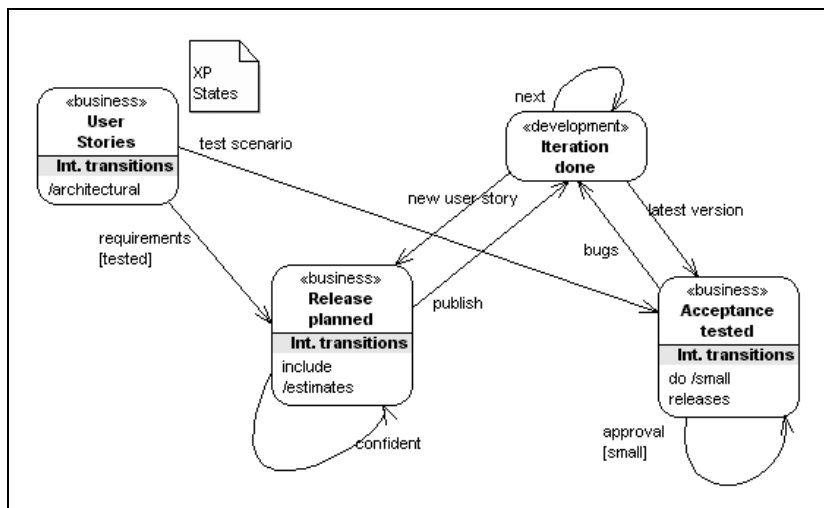 XP
States
«business»
User
Stories
Int. transitions
/architectural
test scenario
next
«development»
Iteration
done
new user story
latest version
requirements
[tested]
bugs
«business»
Release
planned
Int. transitions
include
/estimates
publish
confident
«business»
Acceptance
tested
Int. transitions
do /small
releases
approval
[small]